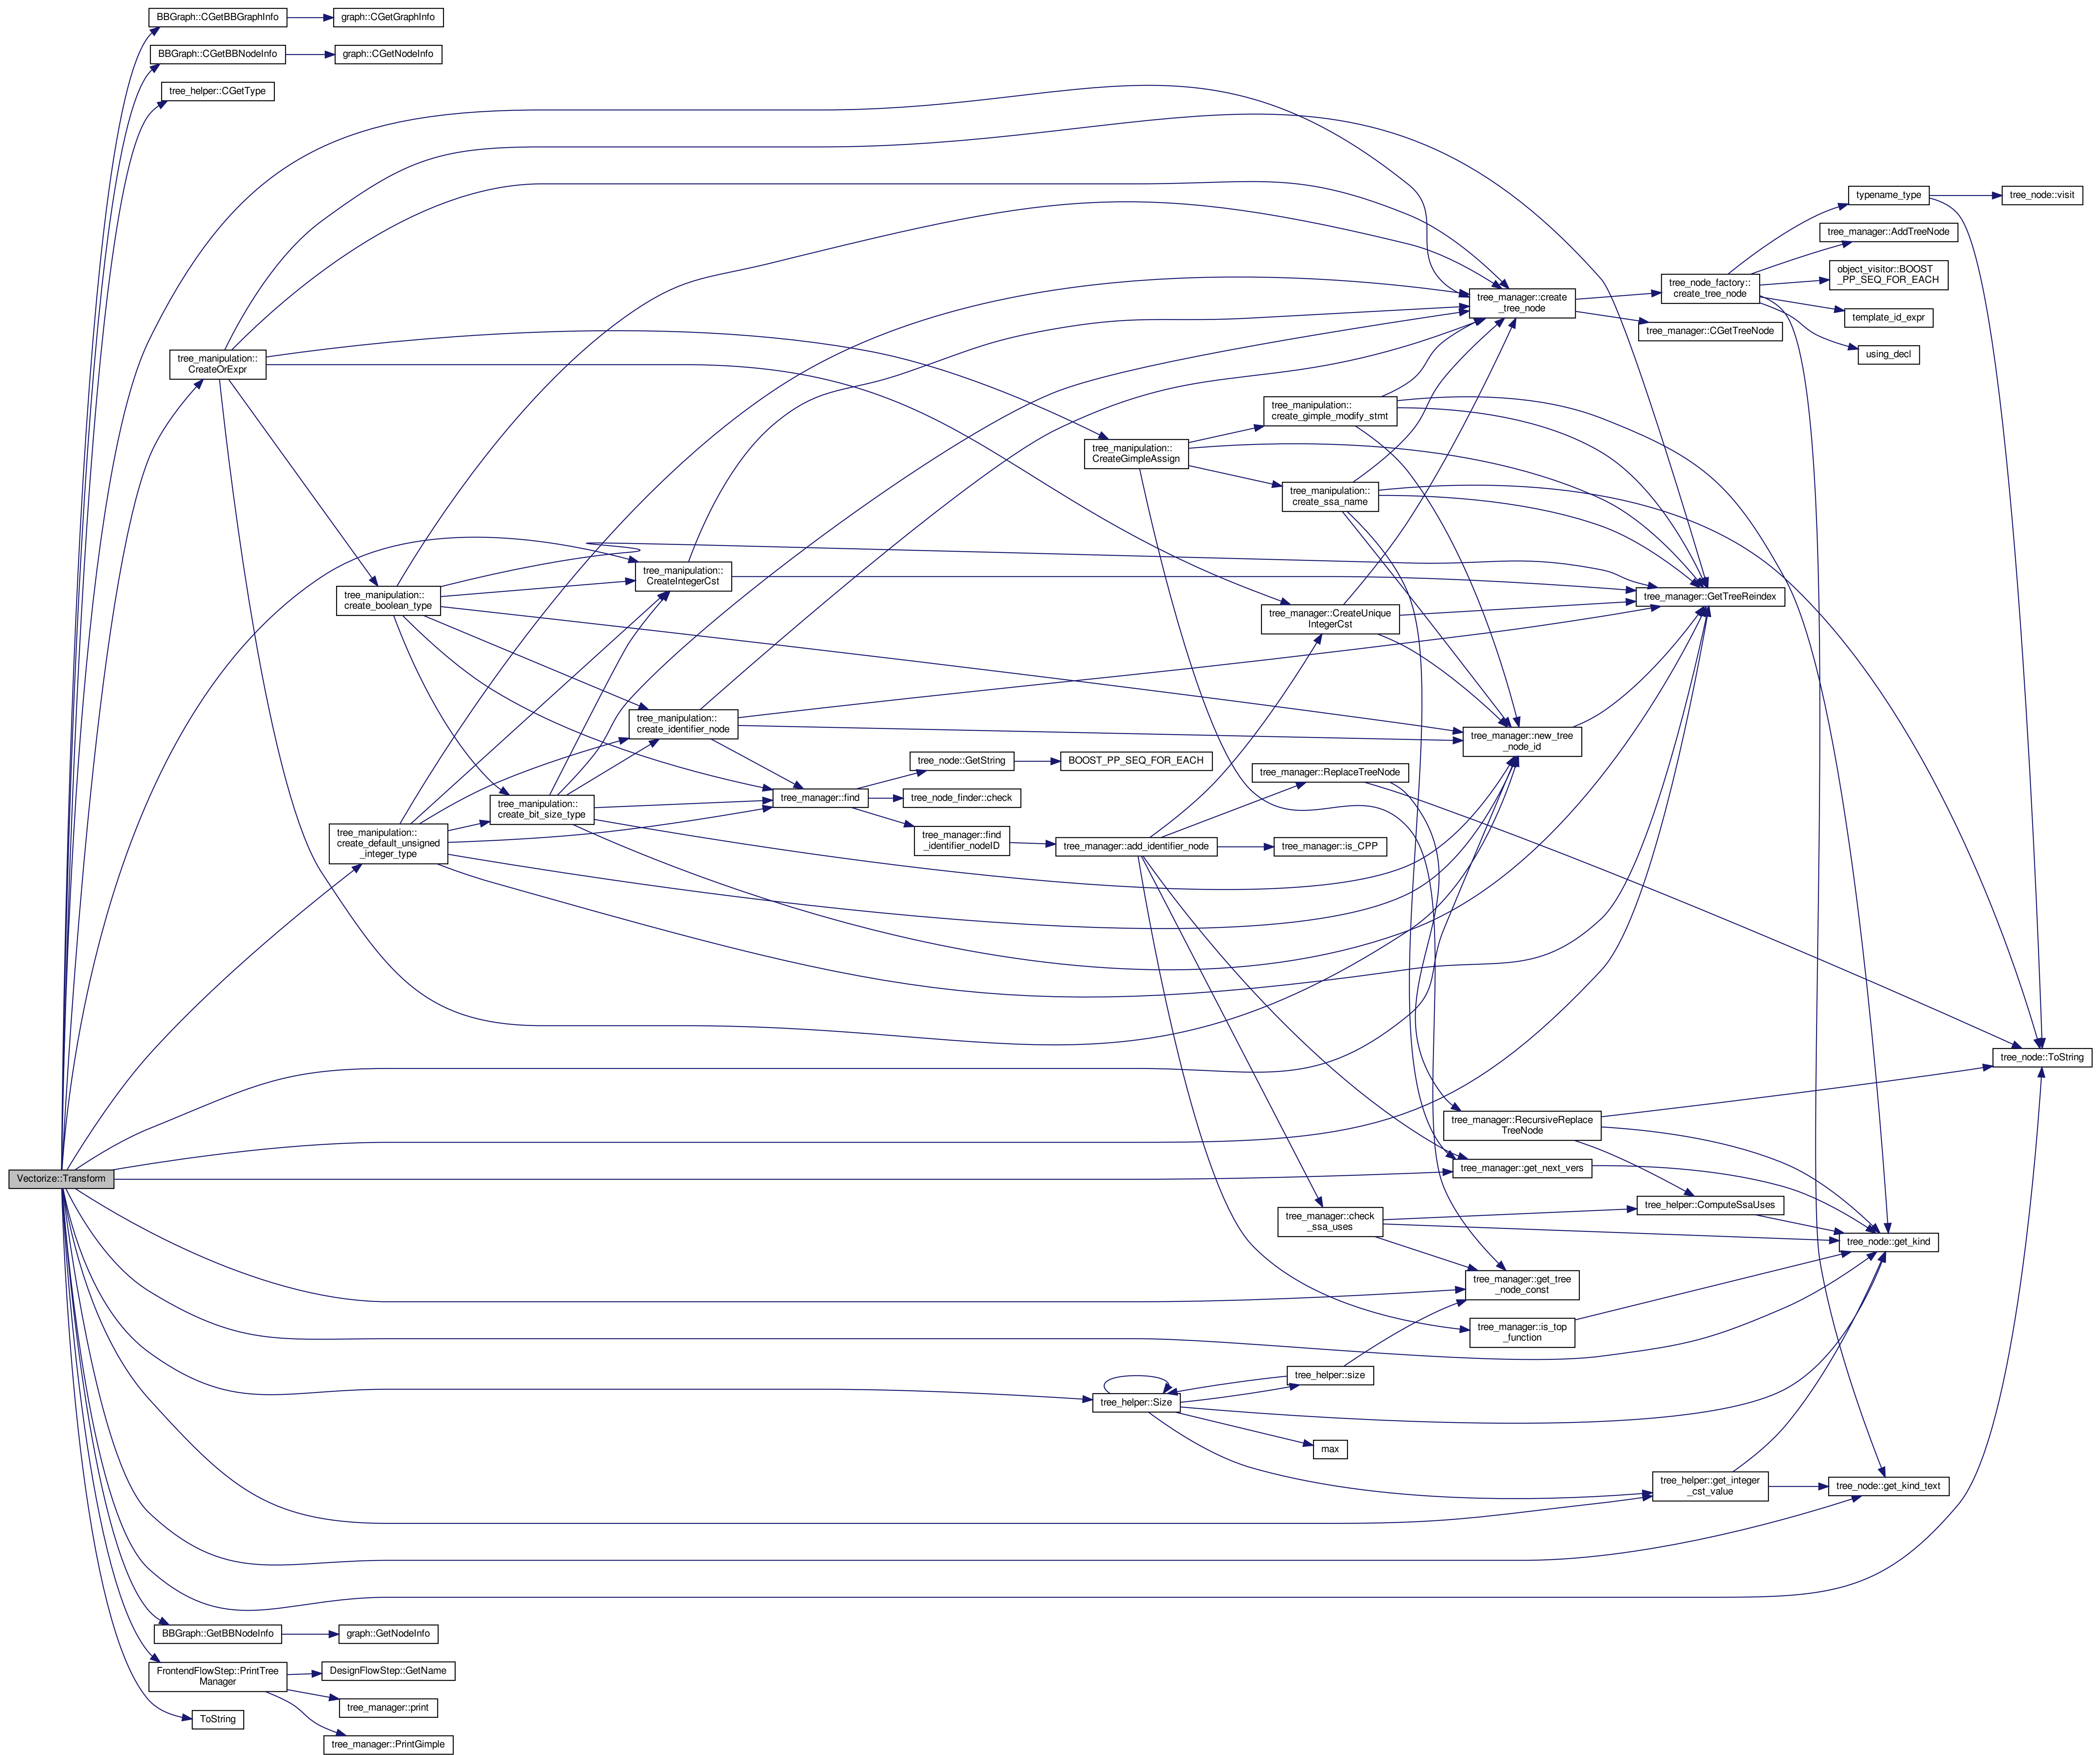 BBGraph::CGetBBGraphInfo
graph::CGetGraphInfo
BBGraph::CGetBBNodeInfo
graph::CGetNodeInfo
tree_helper::CGetType
typename_type
tree_node::visit
tree_manager::AddTreeNode
object_visitor::BOOST
_PP_SEQ_FOR_EACH
tree_node_factory::
create_tree_node
tree_manager::create
_tree_node
template_id_expr
tree_manager::CGetTreeNode
using_decl
tree_manipulation::
CreateOrExpr
tree_manipulation::
create_gimple_modify_stmt
tree_manipulation::
CreateGimpleAssign
tree_manipulation::
create_ssa_name
tree_manipulation::
CreateIntegerCst
tree_manipulation::
create_boolean_type
tree_manager::GetTreeReindex
tree_manager::CreateUnique
IntegerCst
tree_manipulation::
create_identifier_node
tree_manager::new_tree
_node_id
tree_node::GetString
BOOST_PP_SEQ_FOR_EACH
tree_manager::ReplaceTreeNode
tree_manager::find
tree_node_finder::check
tree_manipulation::
create_bit_size_type
tree_manipulation::
create_default_unsigned
_integer_type
tree_manager::find
_identifier_nodeID
tree_manager::add_identifier_node
tree_manager::is_CPP
tree_node::ToString
tree_manager::RecursiveReplace
TreeNode
tree_manager::get_next_vers
Vectorize::Transform
tree_helper::ComputeSsaUses
tree_manager::check
_ssa_uses
tree_node::get_kind
tree_manager::get_tree
_node_const
tree_manager::is_top
_function
tree_helper::size
tree_helper::Size
max
tree_helper::get_integer
_cst_value
tree_node::get_kind_text
BBGraph::GetBBNodeInfo
graph::GetNodeInfo
FrontendFlowStep::PrintTree
Manager
DesignFlowStep::GetName
tree_manager::print
ToString
tree_manager::PrintGimple